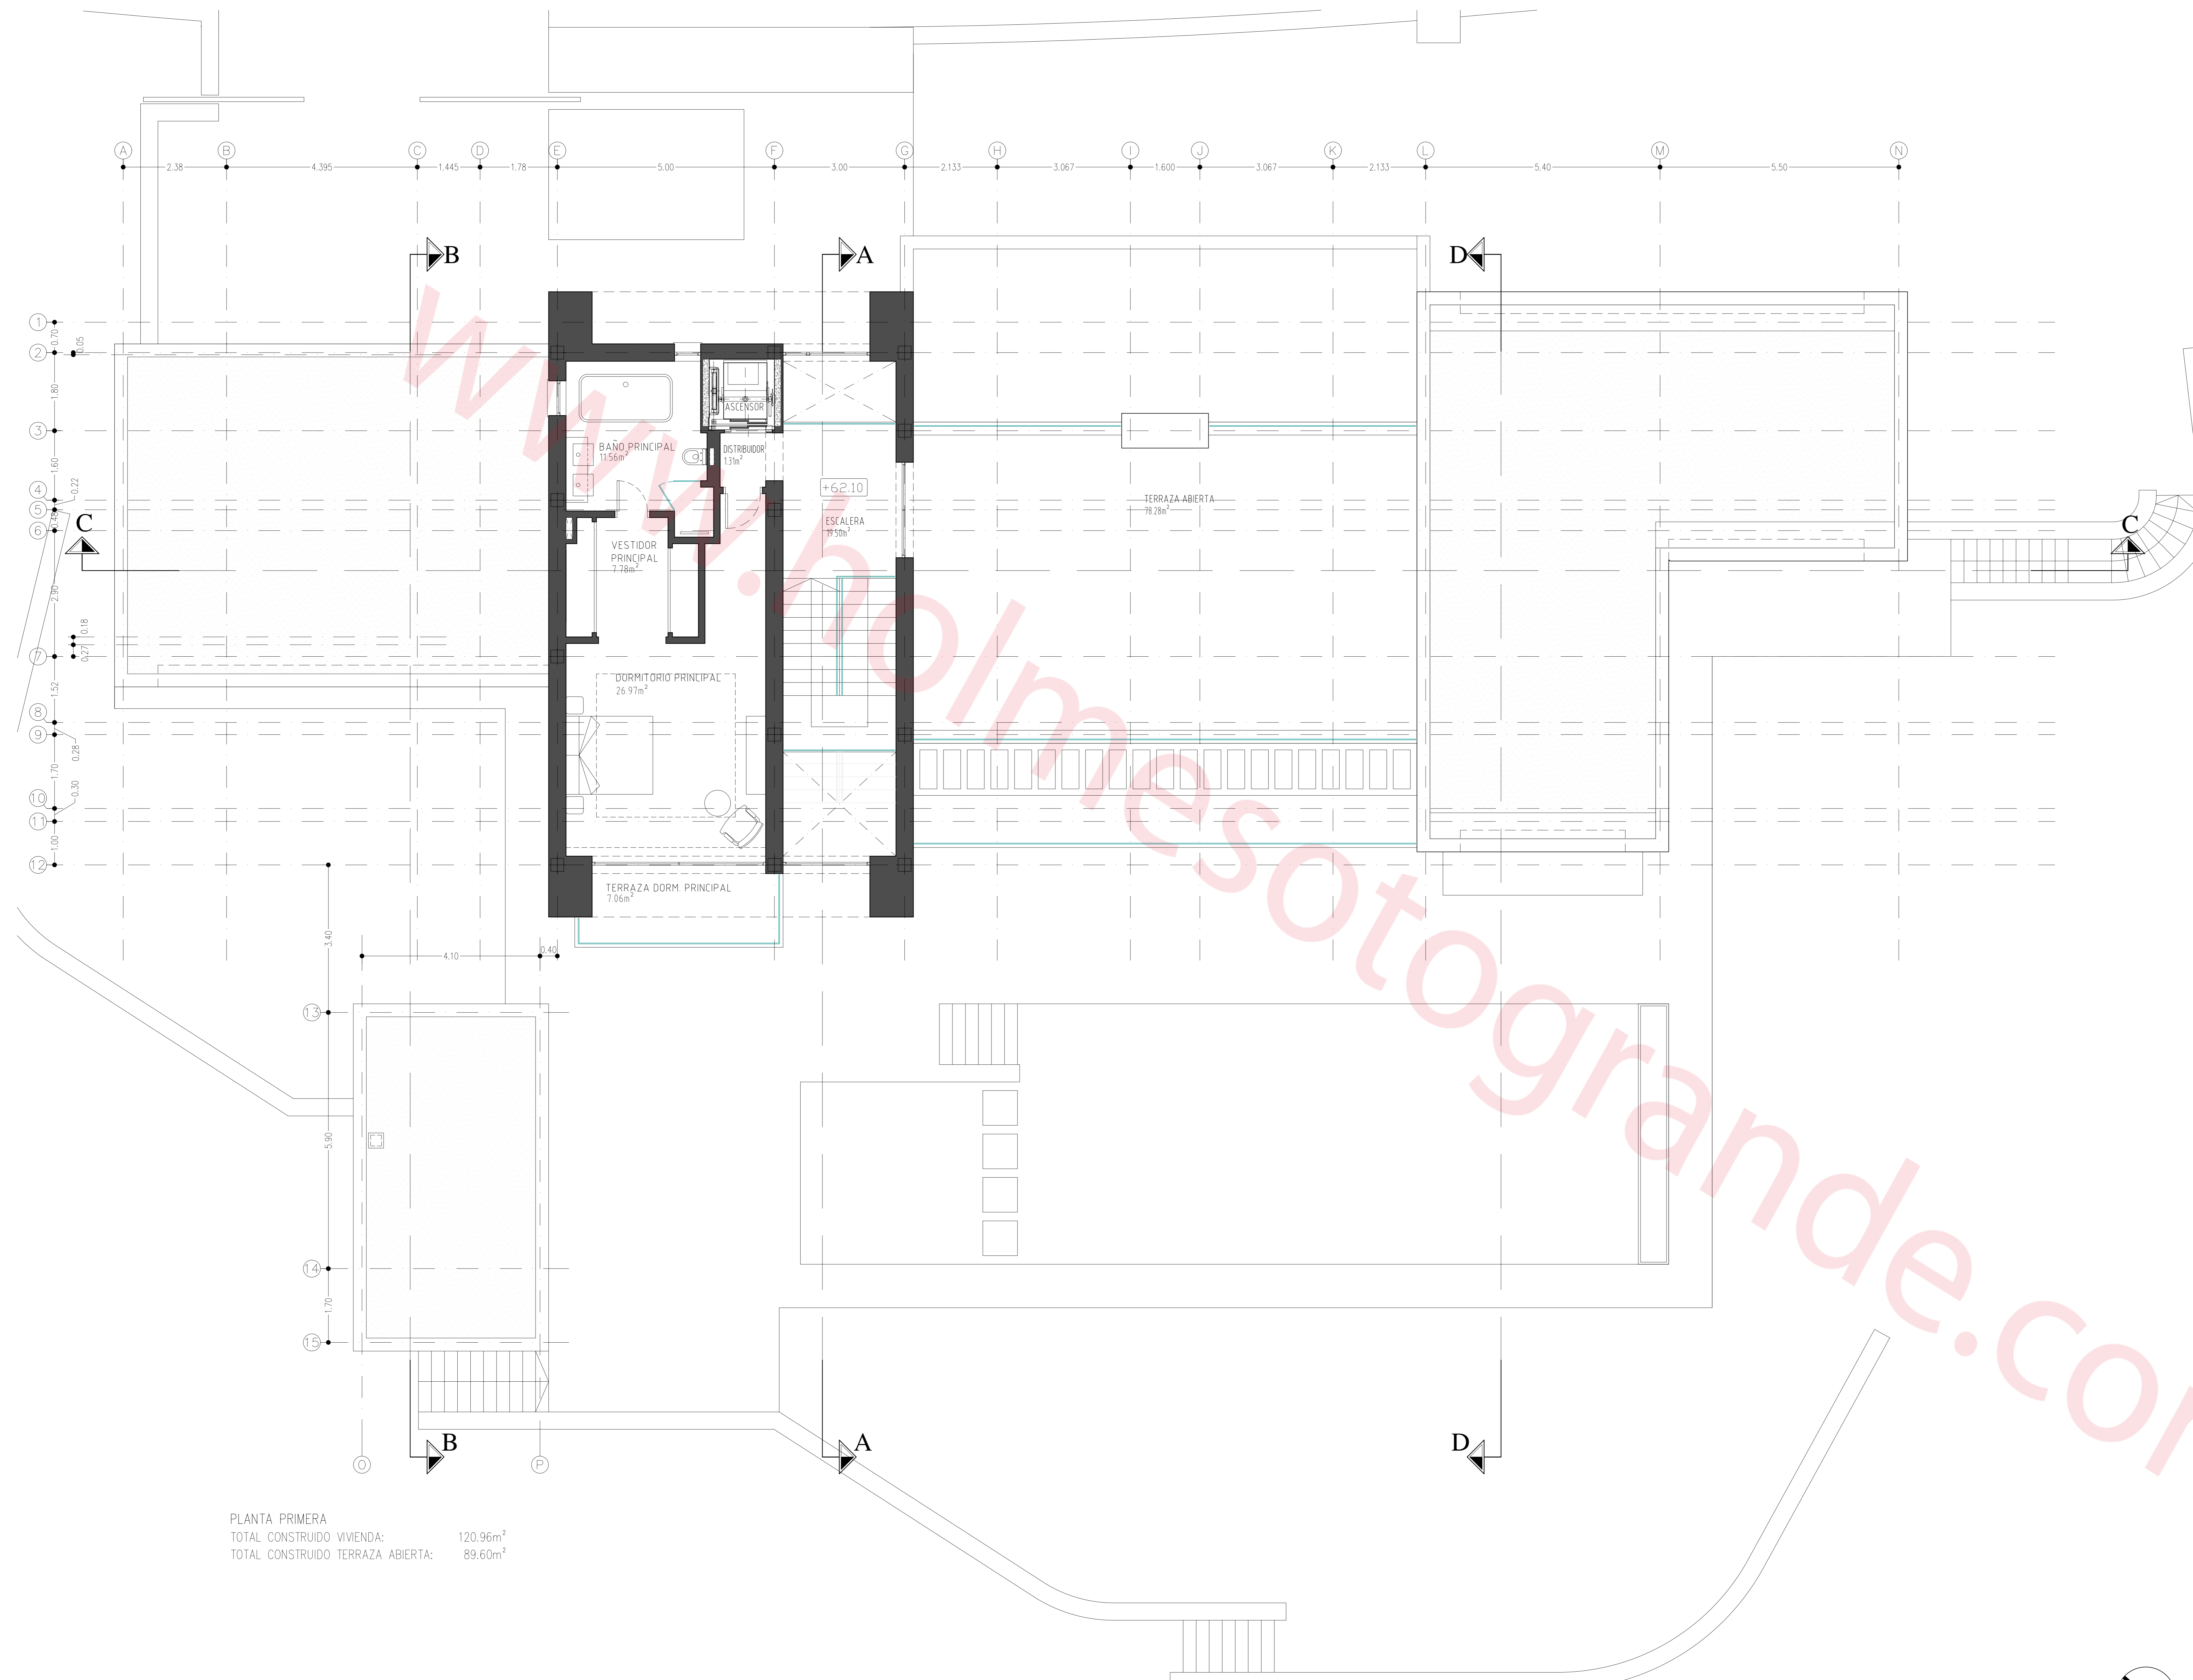 A B C D E F G H I J K L M N
2.38 4.395 1.445 1.78 5.00 3.00 2.133 3.067 1.600 3.067 2.133 5.40 5.50
B A D
1
0.70
0.05
2
1.80
3
1.60
4
0.22
5
0.48
6
C C
2.90
0.18
0.27
7
1.52
8
9
0.28
1.70
0.30
10
11
1.00
12
ASCENSOR
BAÑO PRINCIPAL
11.56m²
DISTRIBUIDOR
1.31m²
+62.10
ESCALERA
19.50m²
TERRAZA ABIERTA
78.28m²
VESTIDOR
PRINCIPAL
7.78m²
DORMITORIO PRINCIPAL
26.97m²
TERRAZA DORM. PRINCIPAL
7.06m²
3.40
4.10 0.40
13
5.90
14
1.70
15
O P
B A D
PLANTA PRIMERA
TOTAL CONSTRUIDO VIVIENDA: 120.96m²
TOTAL CONSTRUIDO TERRAZA ABIERTA: 89.60m²
www.holmesotogrande.co